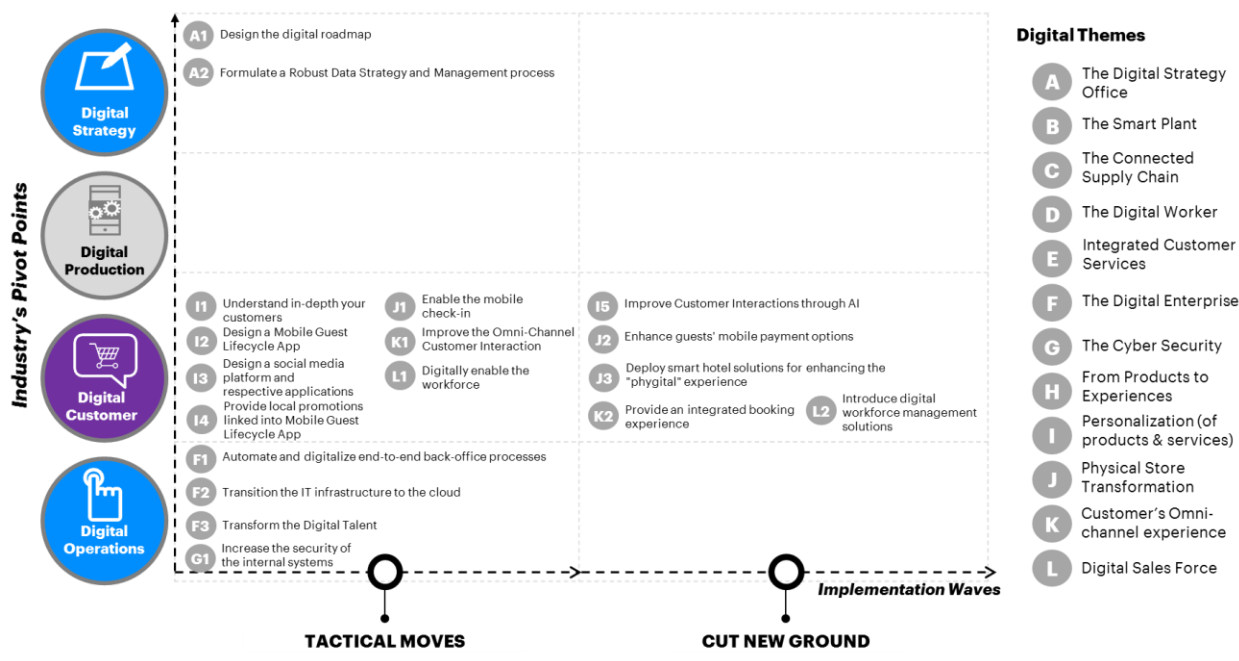 Industry's Pivot Points
Digital
Strategy
A1 Design the digital roadmap
A2 Formulate a Robust Data Strategy and Management process
Digital
Production
Digital
Customer
I1 Understand in-depth your
customers
I2 Design a Mobile Guest
Lifecycle App
I3 Design a social media
platform and
respective applications
I4 Provide local promotions
linked into Mobile Guest
Lifecycle App
J1 Enable the mobile
check-in
K1 Improve the Omni-Channel
Customer Interaction
L1 Digitally enable the
workforce
I5 Improve Customer Interactions through AI
J2 Enhance guests' mobile payment options
J3 Deploy smart hotel solutions for enhancing the
"phygital" experience
K2 Provide an integrated booking
experience
L2 Introduce digital
workforce management
solutions
Digital
Operations
F1 Automate and digitalize end-to-end back-office processes
F2 Transition the IT infrastructure to the cloud
F3 Transform the Digital Talent
G1 Increase the security of
the internal systems
Implementation Waves
TACTICAL MOVES
CUT NEW GROUND
Digital Themes
A The Digital Strategy
Office
B The Smart Plant
C The Connected
Supply Chain
D The Digital Worker
E Integrated Customer
Services
F The Digital Enterprise
G The Cyber Security
H From Products to
Experiences
I Personalization (of
products & services)
J Physical Store
Transformation
K Customer's Omni-
channel experience
L Digital Sales Force